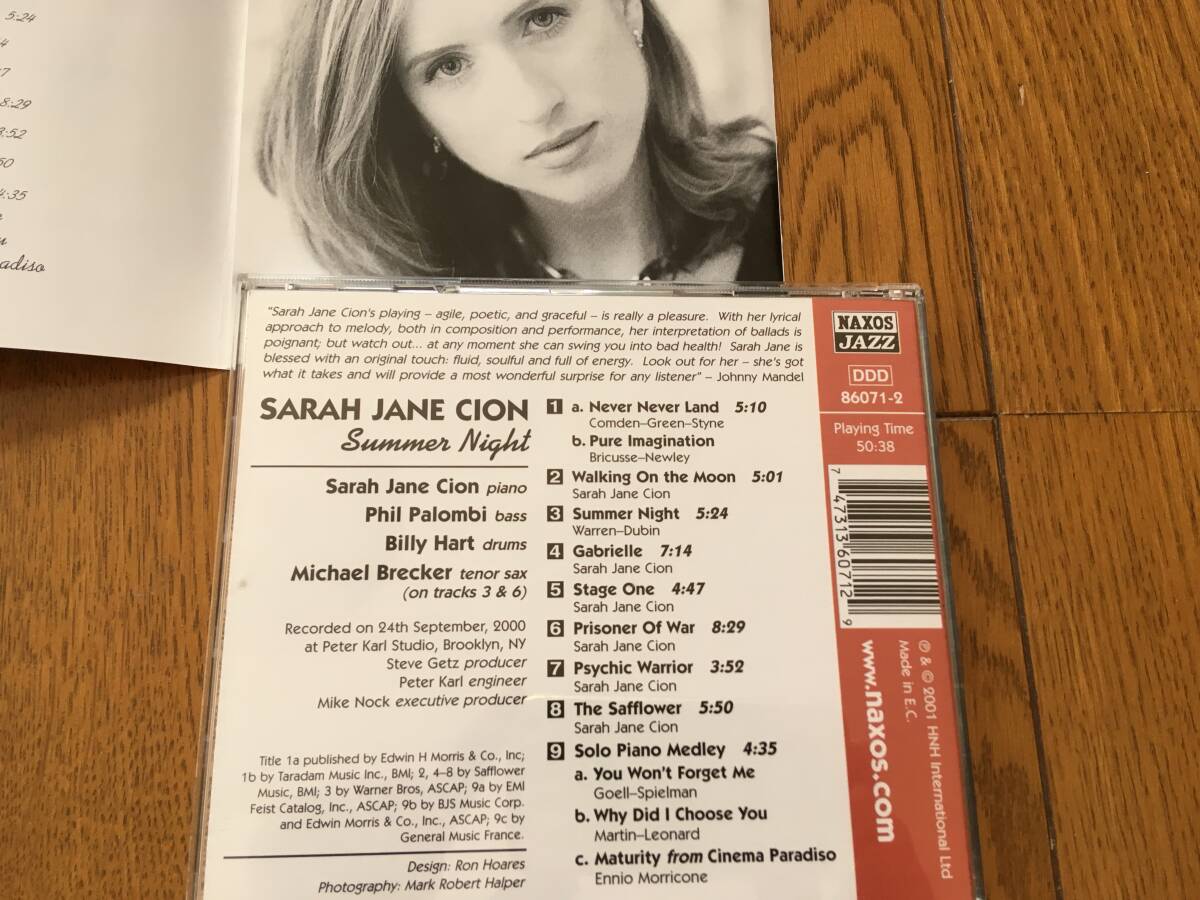 5:24
8:29
4:35
adiso
"Sarah Jane Cion's playing – agile, poetic, and graceful – is really a pleasure. With her lyrical
approach to melody, both in composition and performance, her interpretation of ballads is
poignant; but watch out... at any moment she can swing you into bad health! Sarah Jane is
blessed with an original touch: fluid, soulful and full of energy. Look out for her – she's got
what it takes and will provide a most wonderful surprise for any listener" – Johnny Mandel
SARAH JANE CION
Summer Night
Sarah Jane Cion piano
Phil Palombi bass
Billy Hart drums
Michael Brecker tenor sax
(on tracks 3 & 6)
Recorded on 24th September, 2000
at Peter Karl Studio, Brooklyn, NY
Steve Getz producer
Peter Karl engineer
Mike Nock executive producer
Title 1a published by Edwin H Morris & Co., Inc;
1b by Taradam Music Inc., BMI; 2, 4–8 by Safflower
Music, BMI; 3 by Warner Bros, ASCAP; 9a by EMI
Feist Catalog, Inc., ASCAP; 9b by BJS Music Corp.
and Edwin Morris & Co., ASCAP; 9c by
General Music France.
Design: Ron Hoares
Photography: Mark Robert Halper
1 a. Never Never Land 5:10
Comden–Green–Styne
b. Pure Imagination
Bricusse–Newley
2 Walking On the Moon 5:01
Sarah Jane Cion
3 Summer Night 5:24
Warren–Dubin
4 Gabrielle 7:14
Sarah Jane Cion
5 Stage One 4:47
Sarah Jane Cion
6 Prisoner Of War 8:29
Sarah Jane Cion
7 Psychic Warrior 3:52
Sarah Jane Cion
8 The Safflower 5:50
Sarah Jane Cion
9 Solo Piano Medley 4:35
a. You Won't Forget Me
Goell–Spielman
b. Why Did I Choose You
Martin–Leonard
c. Maturity from Cinema Paradiso
Ennio Morricone
NAXOS
JAZZ
DDD
86071-2
Playing Time
50:38
7 47313 60712 9
www.naxos.com
℗ & © 2001 HNH International Ltd
Made in E.C.